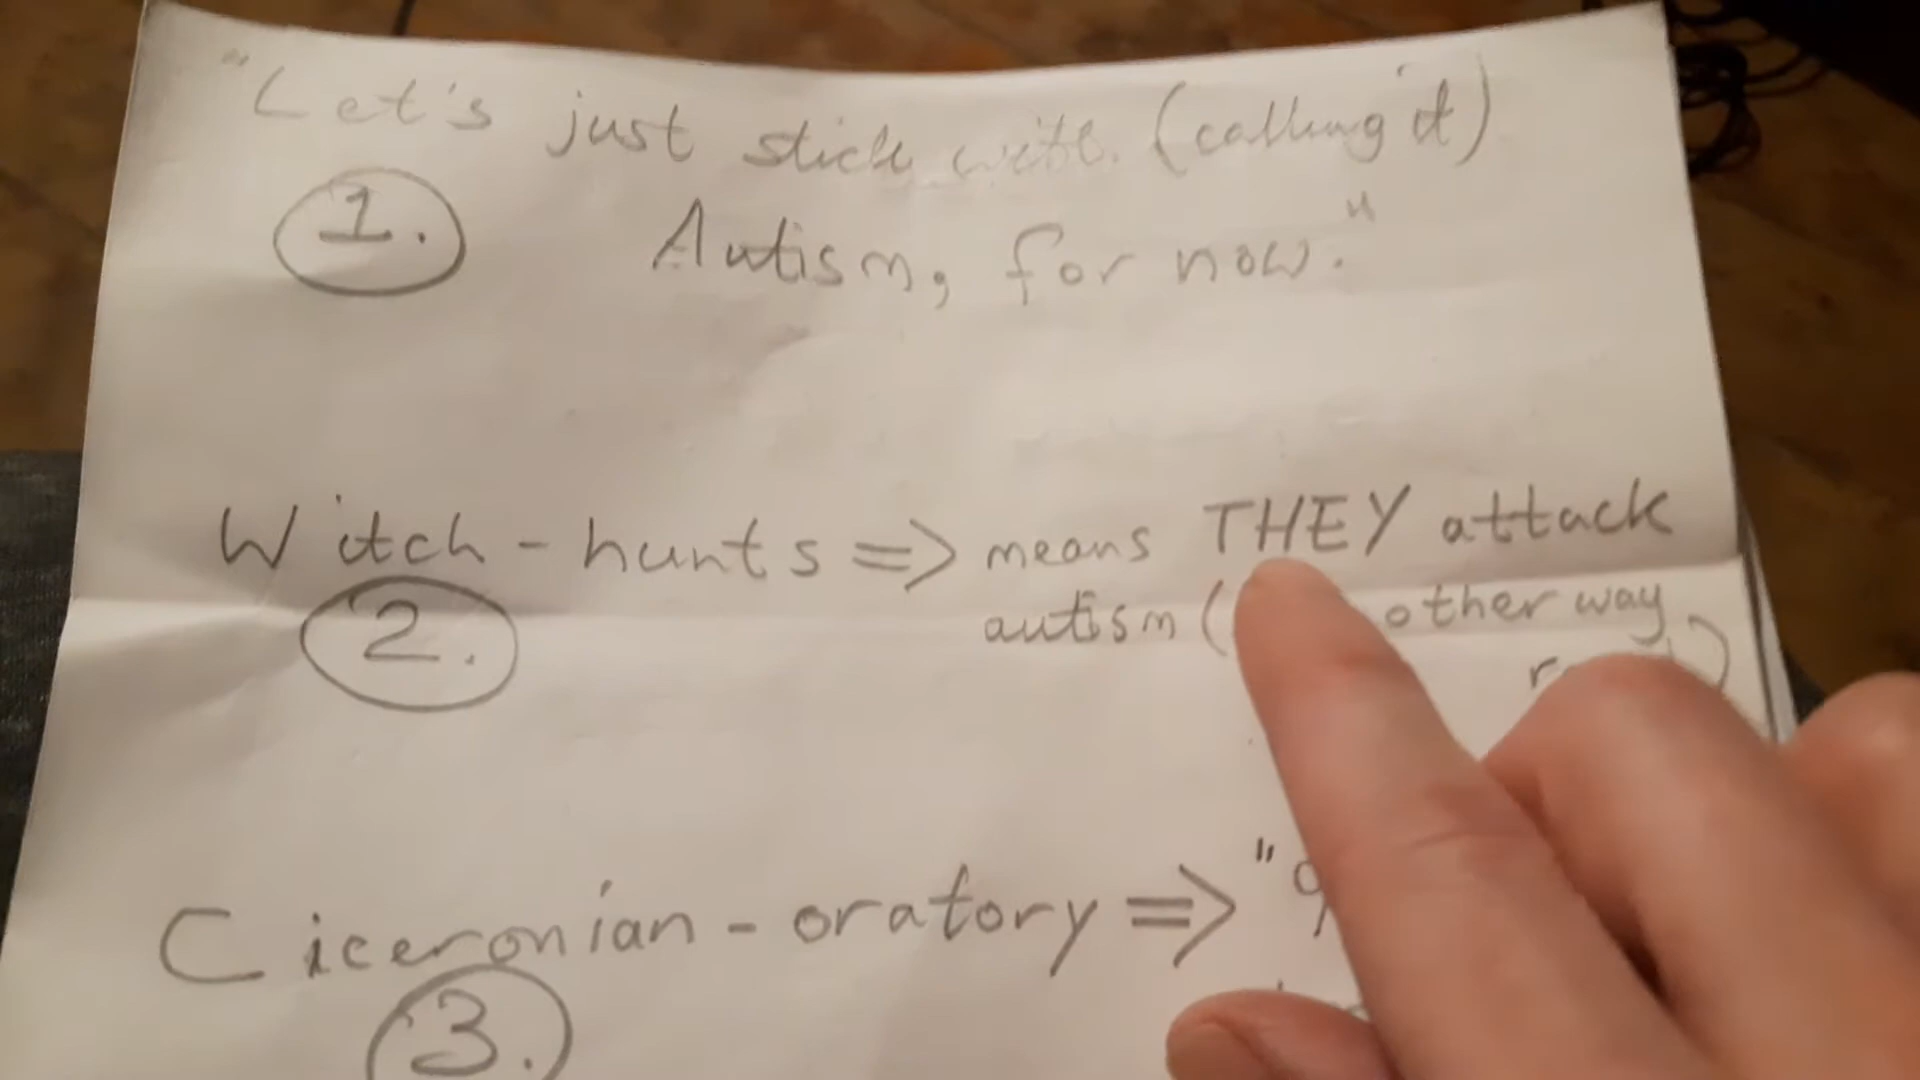 "Let's just stick with (calling it)
1. Autism, for now."
Witch-hunts => means THEY attack
2. autism ( other way
)
Ciceronian-oratory => "
3.